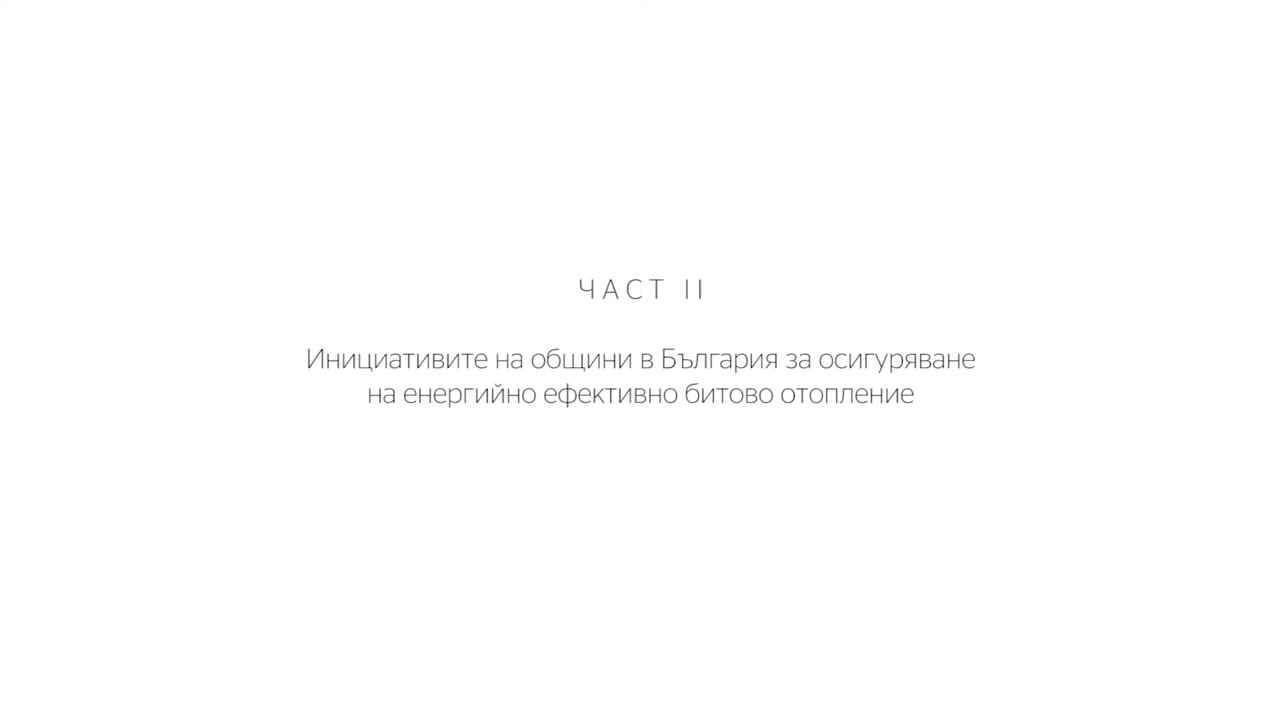 ЧАСТ II
Инициативите на общини в България за осигуряване
на енергийно ефективно битово отопление